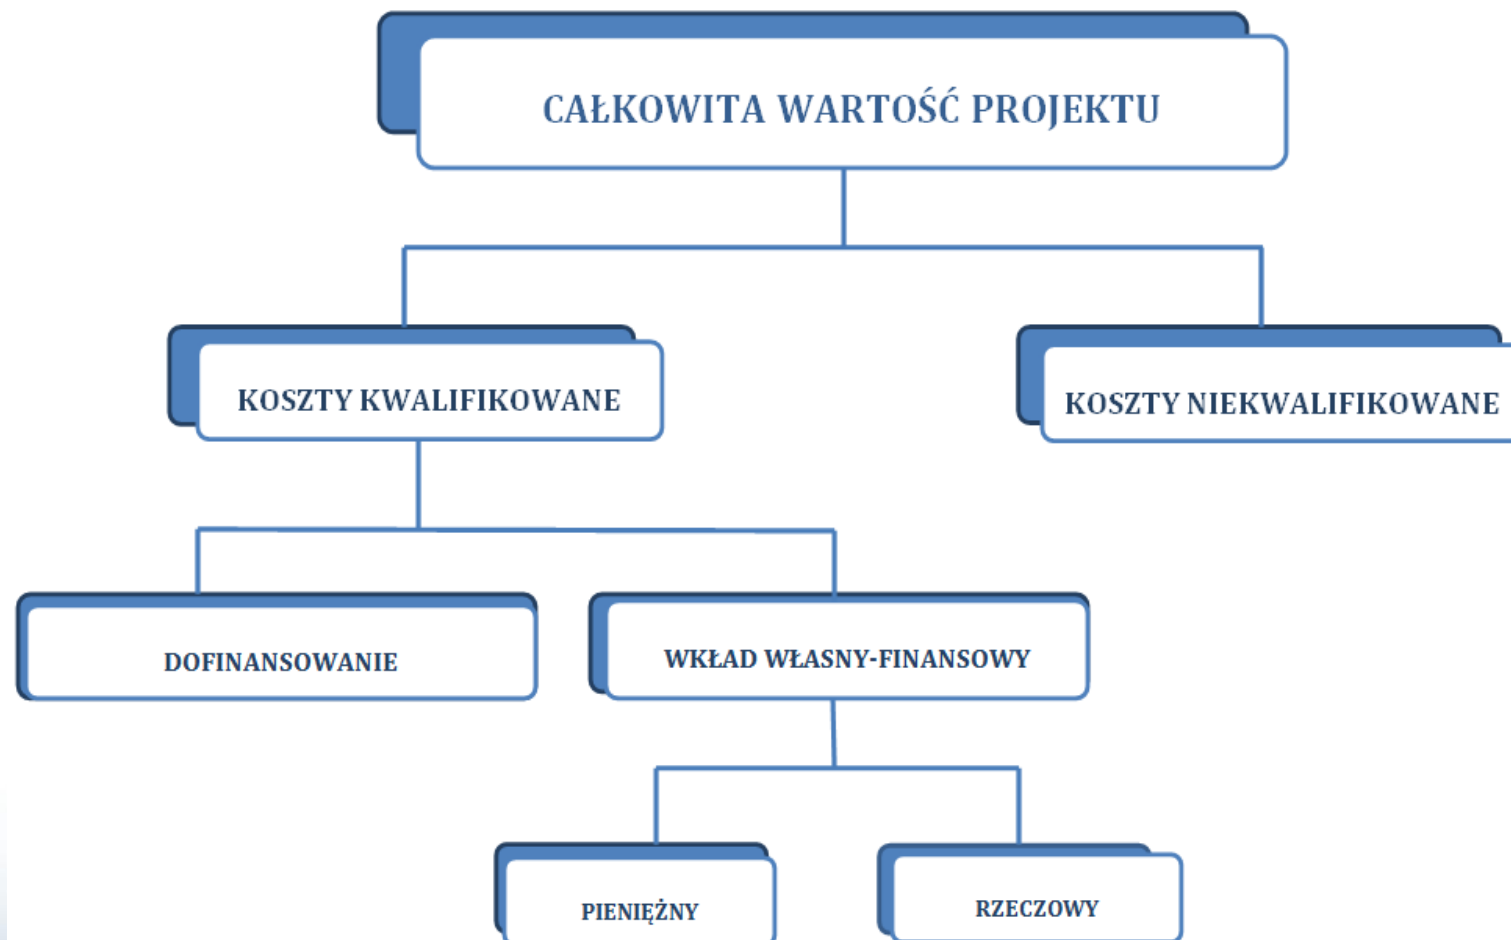 CAŁKOWITA WARTOŚĆ PROJEKTU
KOSZTY KWALIFIKOWANE
KOSZTY NIEKWALIFIKOWANE
DOFINANSOWANIE
WKŁAD WŁASNY-FINANSOWY
PIENIĘŻNY
RZECZOWY